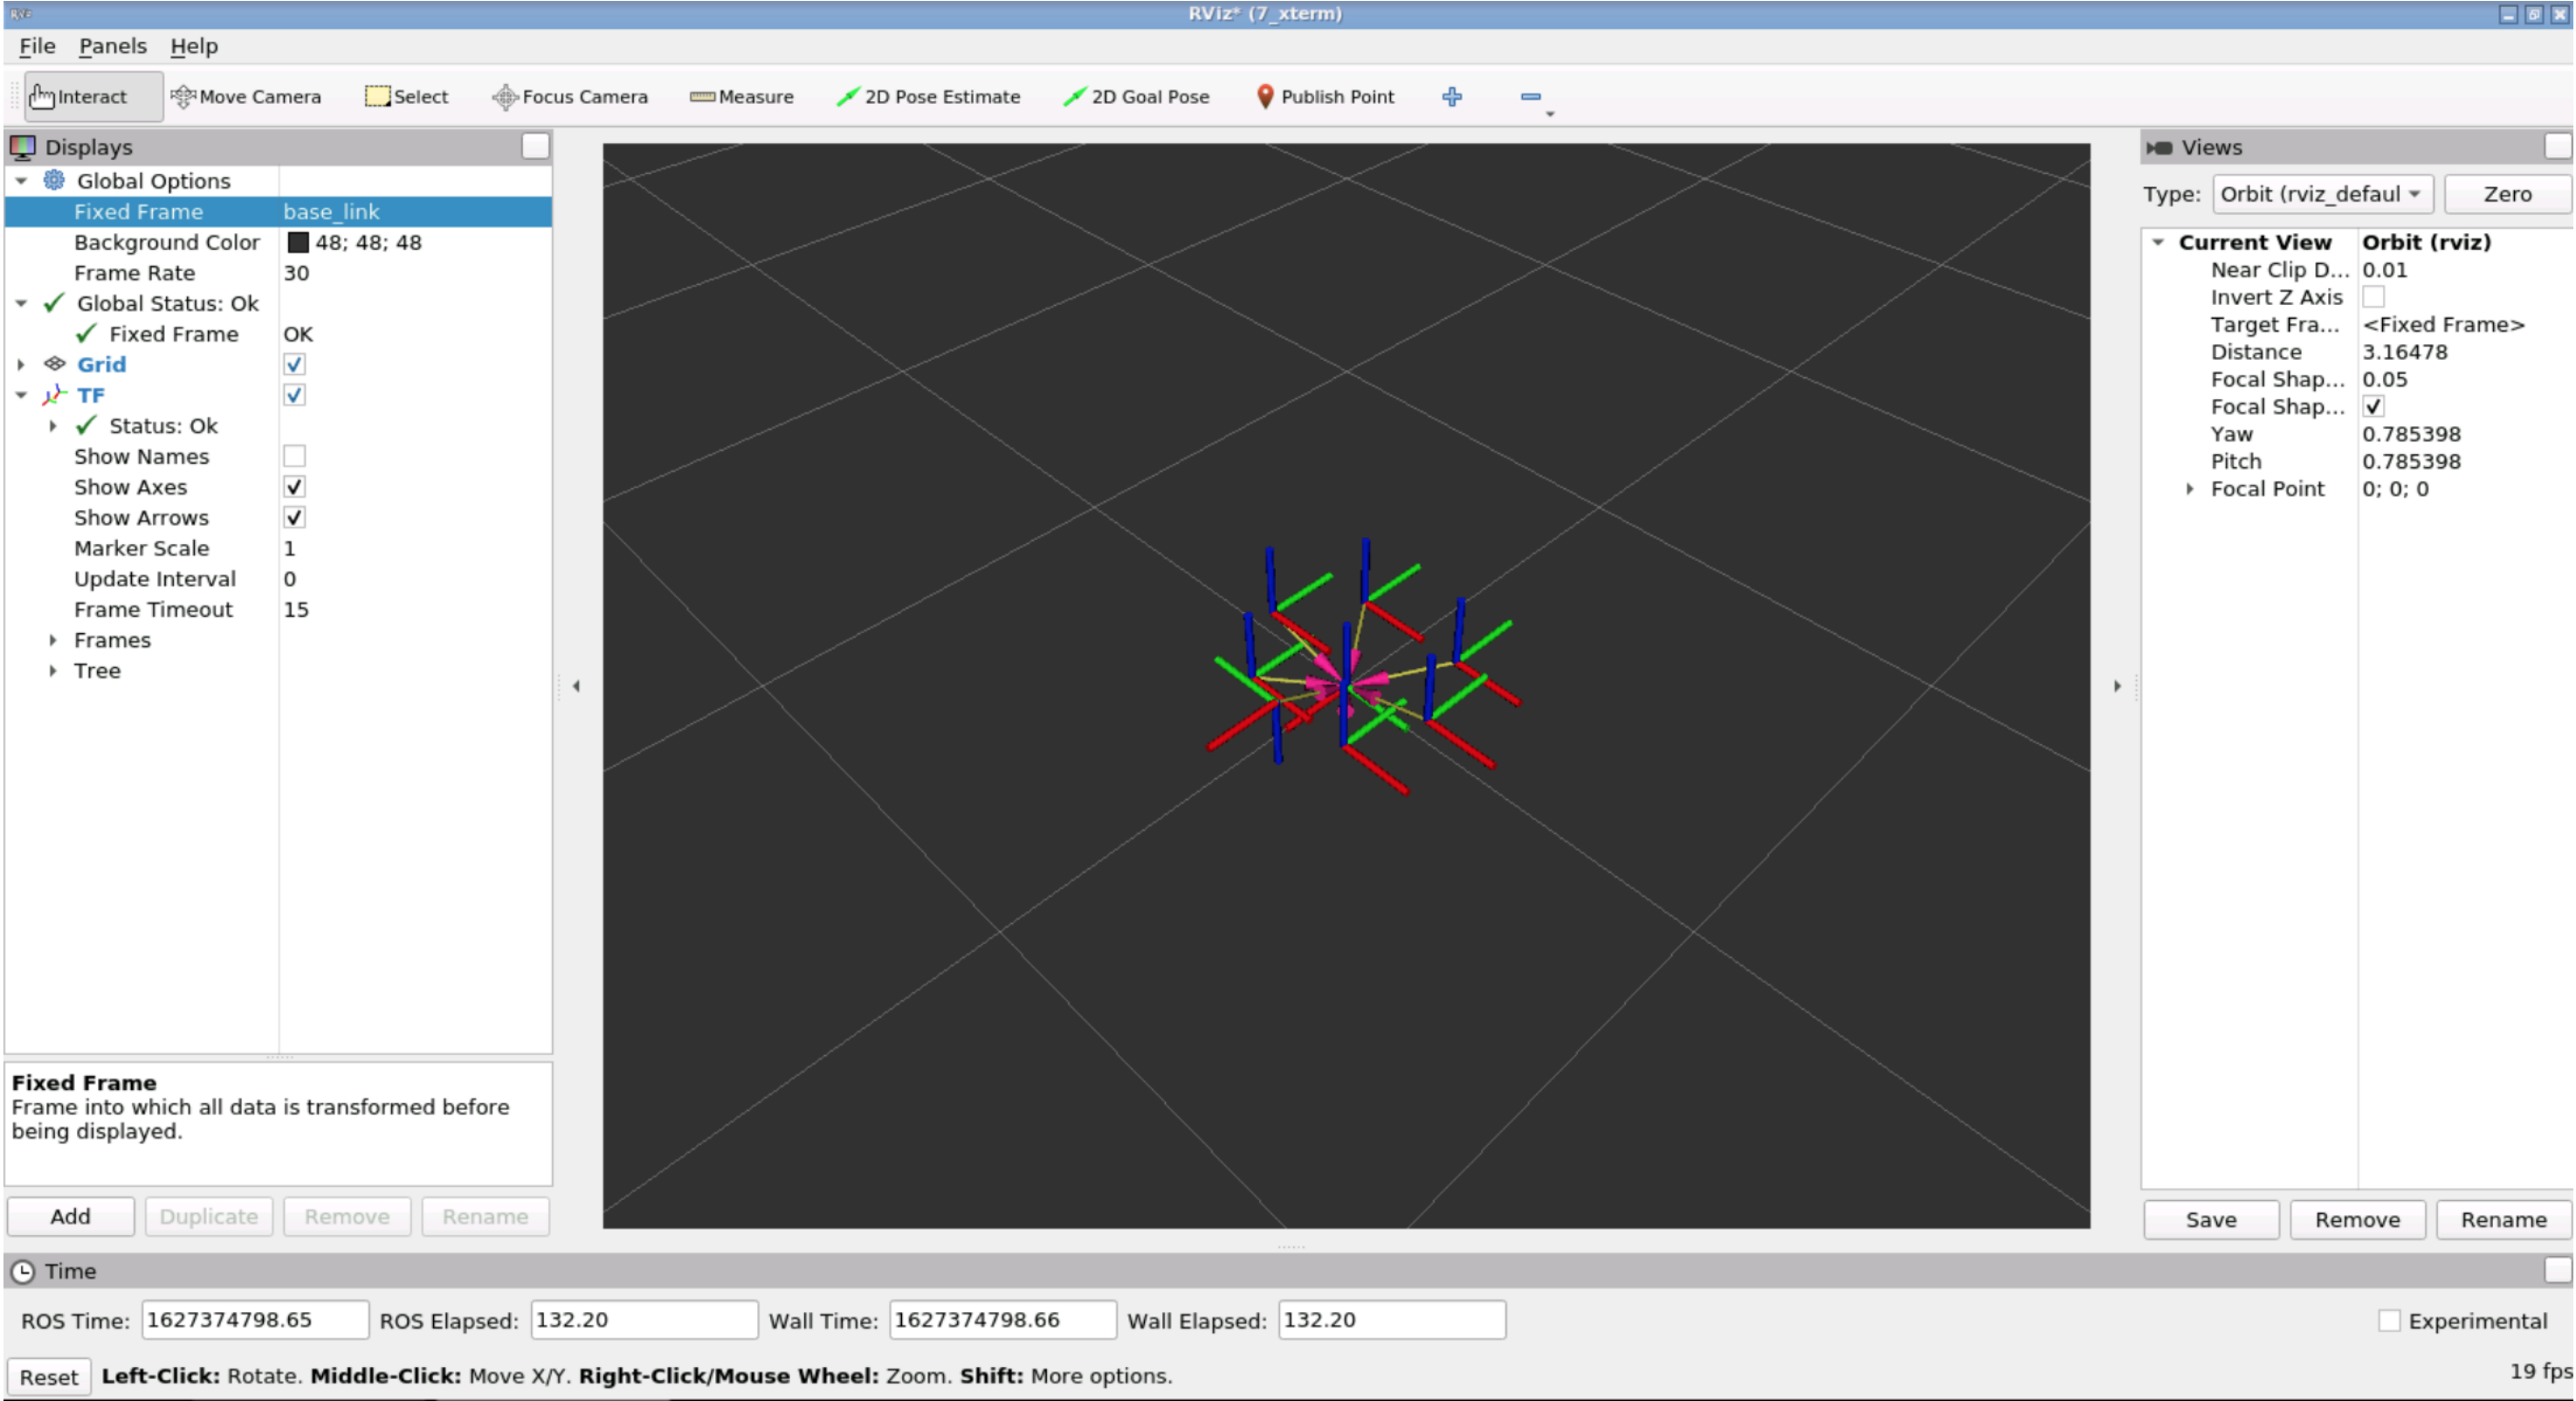 RViz* (7_xterm)
File Panels Help
Interact Move Camera Select Focus Camera Measure 2D Pose Estimate 2D Goal Pose Publish Point
Displays
Global Options
Fixed Frame base_link
Background Color 48; 48; 48
Frame Rate 30
Global Status: Ok
Fixed Frame OK
Grid
TF
Status: Ok
Show Names
Show Axes
Show Arrows
Marker Scale 1
Update Interval 0
Frame Timeout 15
Frames
Tree
Fixed Frame
Frame into which all data is transformed before
being displayed.
Add Duplicate Remove Rename
Views
Type: Orbit (rviz_defaul Zero
Current View Orbit (rviz)
Near Clip D... 0.01
Invert Z Axis
Target Fra... <Fixed Frame>
Distance 3.16478
Focal Shap... 0.05
Focal Shap...
Yaw 0.785398
Pitch 0.785398
Focal Point 0; 0; 0
Save Remove Rename
Time
ROS Time: 1627374798.65 ROS Elapsed: 132.20 Wall Time: 1627374798.66 Wall Elapsed: 132.20 Experimental
Reset Left-Click: Rotate. Middle-Click: Move X/Y. Right-Click/Mouse Wheel: Zoom. Shift: More options. 19 fps